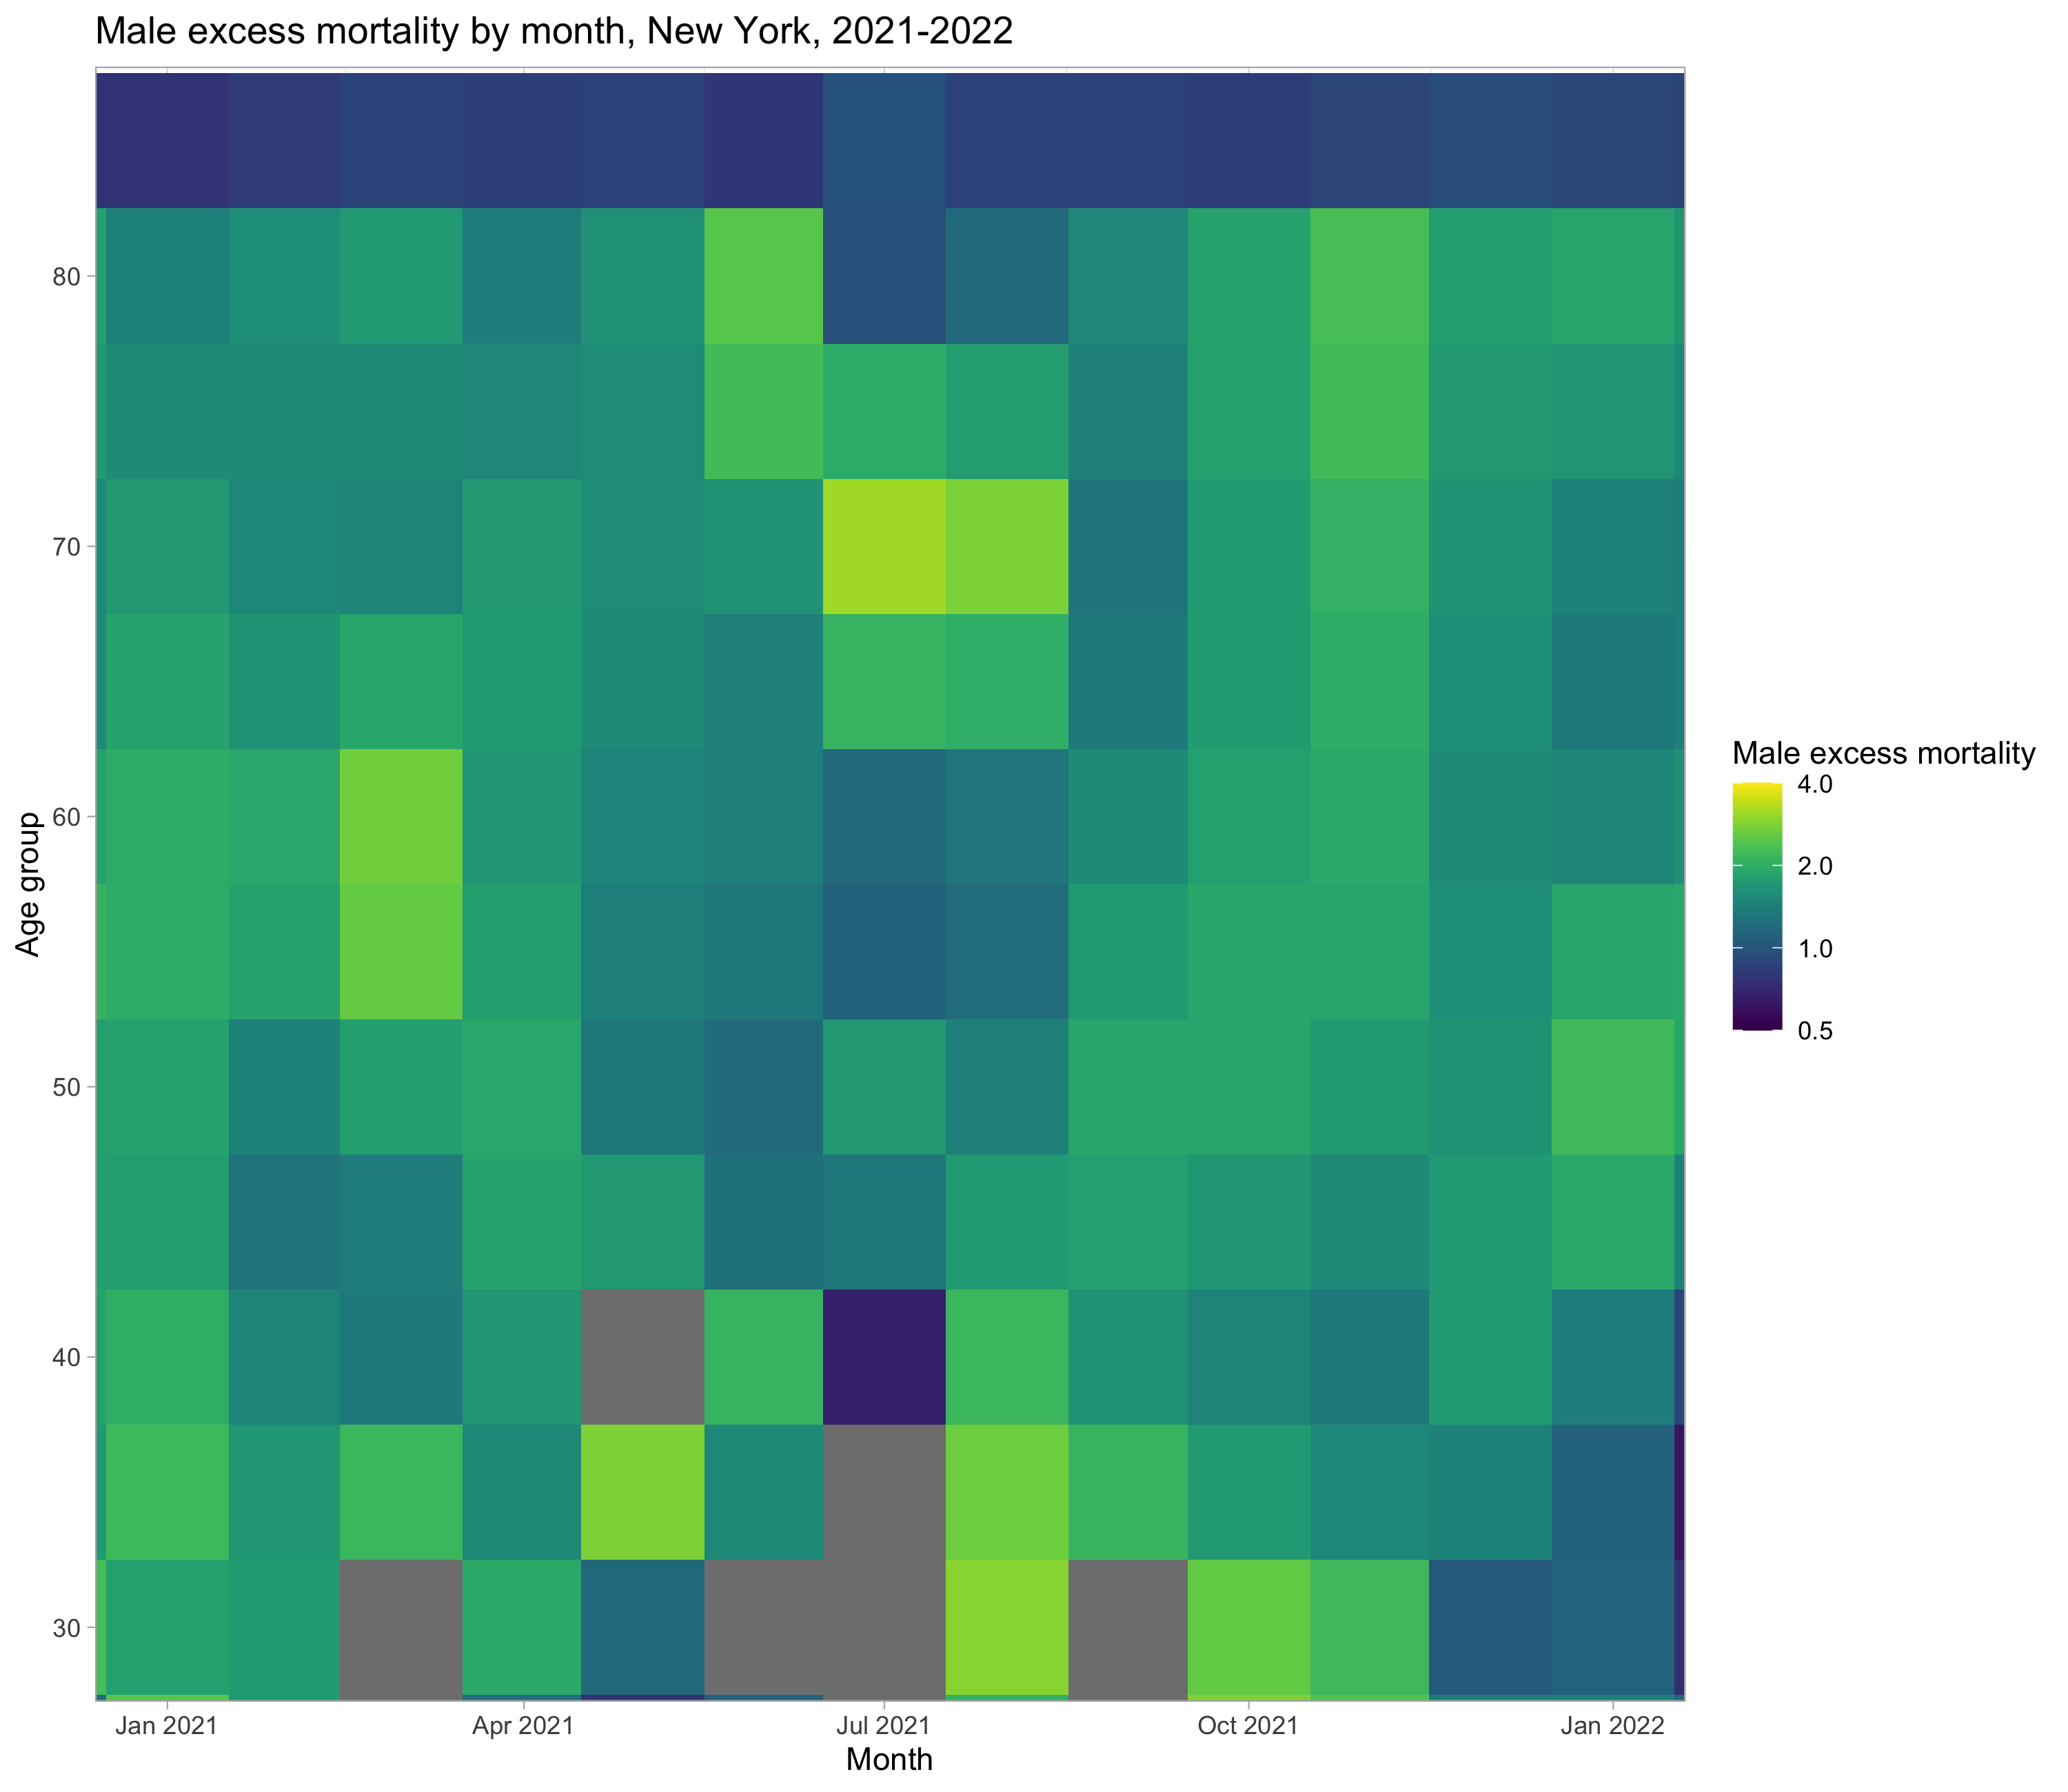 Male excess mortality by month, New York, 2021-2022
80
70
60
50
40
30
Age group
Jan 2021
Apr 2021
Jul 2021
Oct 2021
Jan 2022
Month
Male excess mortality
4.0
2.0
1.0
0.5